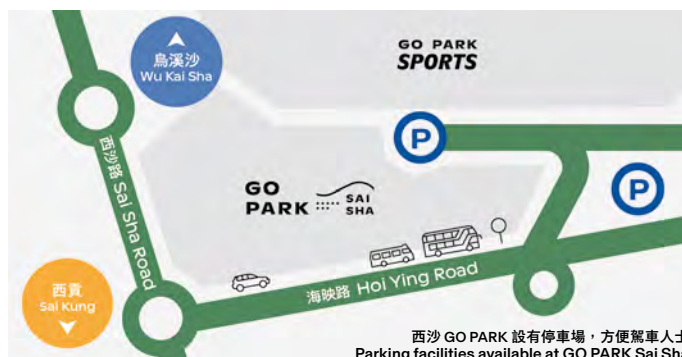 烏溪沙
Wu Kai Sha
GO PARK
SPORTS
P
西沙路 Sai Sha Road
GO
PARK
SAI
SHA
P
西貢
Sai Kung
海映路 Hoi Ying Road
西沙 GO PARK 設有停車場，方便駕車人士
Parking facilities available at GO PARK Sai Sha